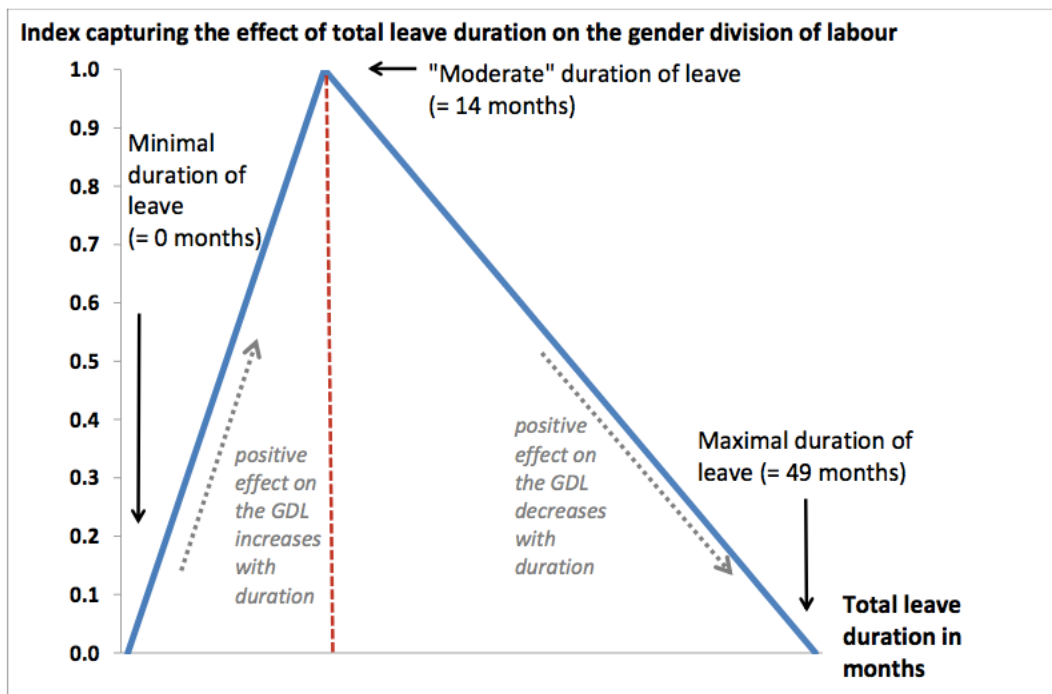 Index capturing the effect of total leave duration on the gender division of labour
1.0
0.9
0.8
0.7
0.6
0.5
0.4
0.3
0.2
0.1
0.0
"Moderate" duration of leave
(= 14 months)
Minimal
duration of
leave
(= 0 months)
positive
effect on
the GDL
increases
with
duration
positive
effect on
the GDL
decreases
with
duration
Maximal duration of
leave (= 49 months)
Total leave
duration in
months